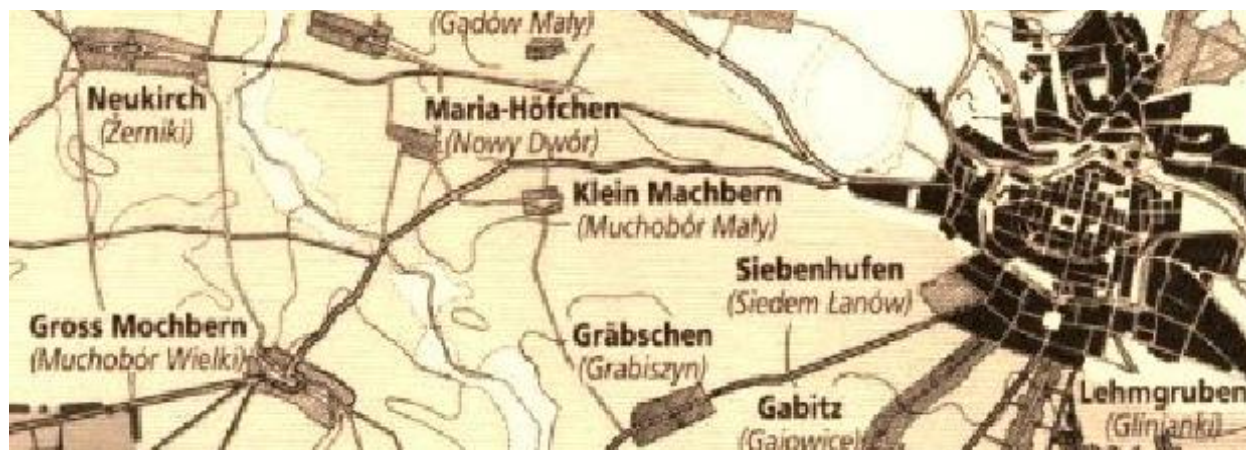 (Gądów Mały)
Neukirch
(Żerniki)
Maria-Höfchen
(Nowy Dwór)
Klein Machbern
(Muchobór Mały)
Siebenhufen
(Siedem Łanów)
Gross Mochbern
(Muchobór Wielki)
Gräbschen
(Grabiszyn)
Gabitz
(Gajowice)
Lehmgruben
(Glinianki)